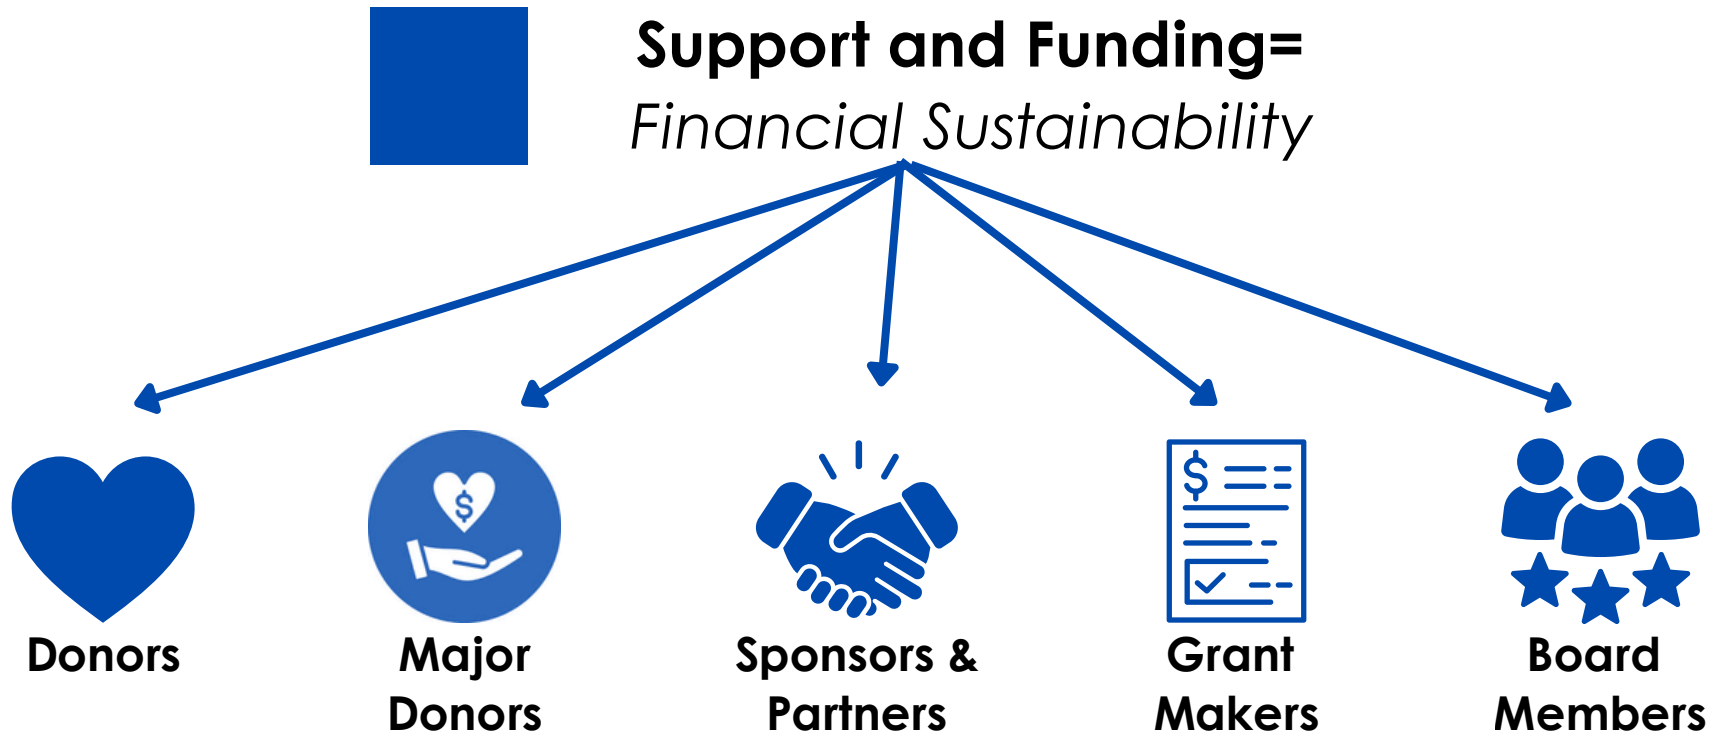 Support and Funding=
Financial Sustainability
$
$
Donors
Major
Donors
Sponsors &
Partners
Grant
Makers
Board
Members